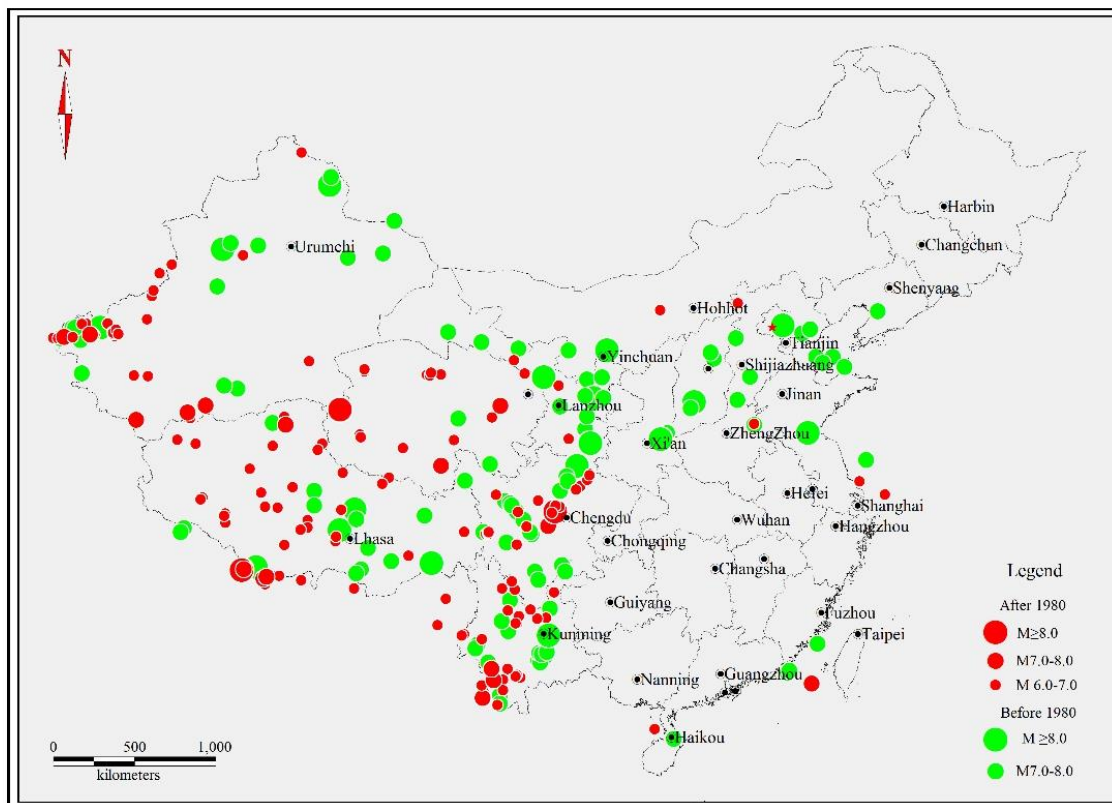 N
Harbin
Urumchi
Changchun
Shenyang
Hohhot
Tianjin
Yinchuan
Shijiazhuang
Jinan
Lanzhou
ZhengZhou
Xi'an
Hefei
Shanghai
Chengdu
Wuhan
Hangzhou
Lhasa
Chongqing
Changsha
Legend
Guiyang
After 1980
Fuzhou
M≥8.0
Kunming
Taipei
M7.0-8.0
Nanning
Guangzhou
M 6.0-7.0
Before 1980
Haikou
M ≥8.0
0 500 1,000
kilometers
M7.0-8.0